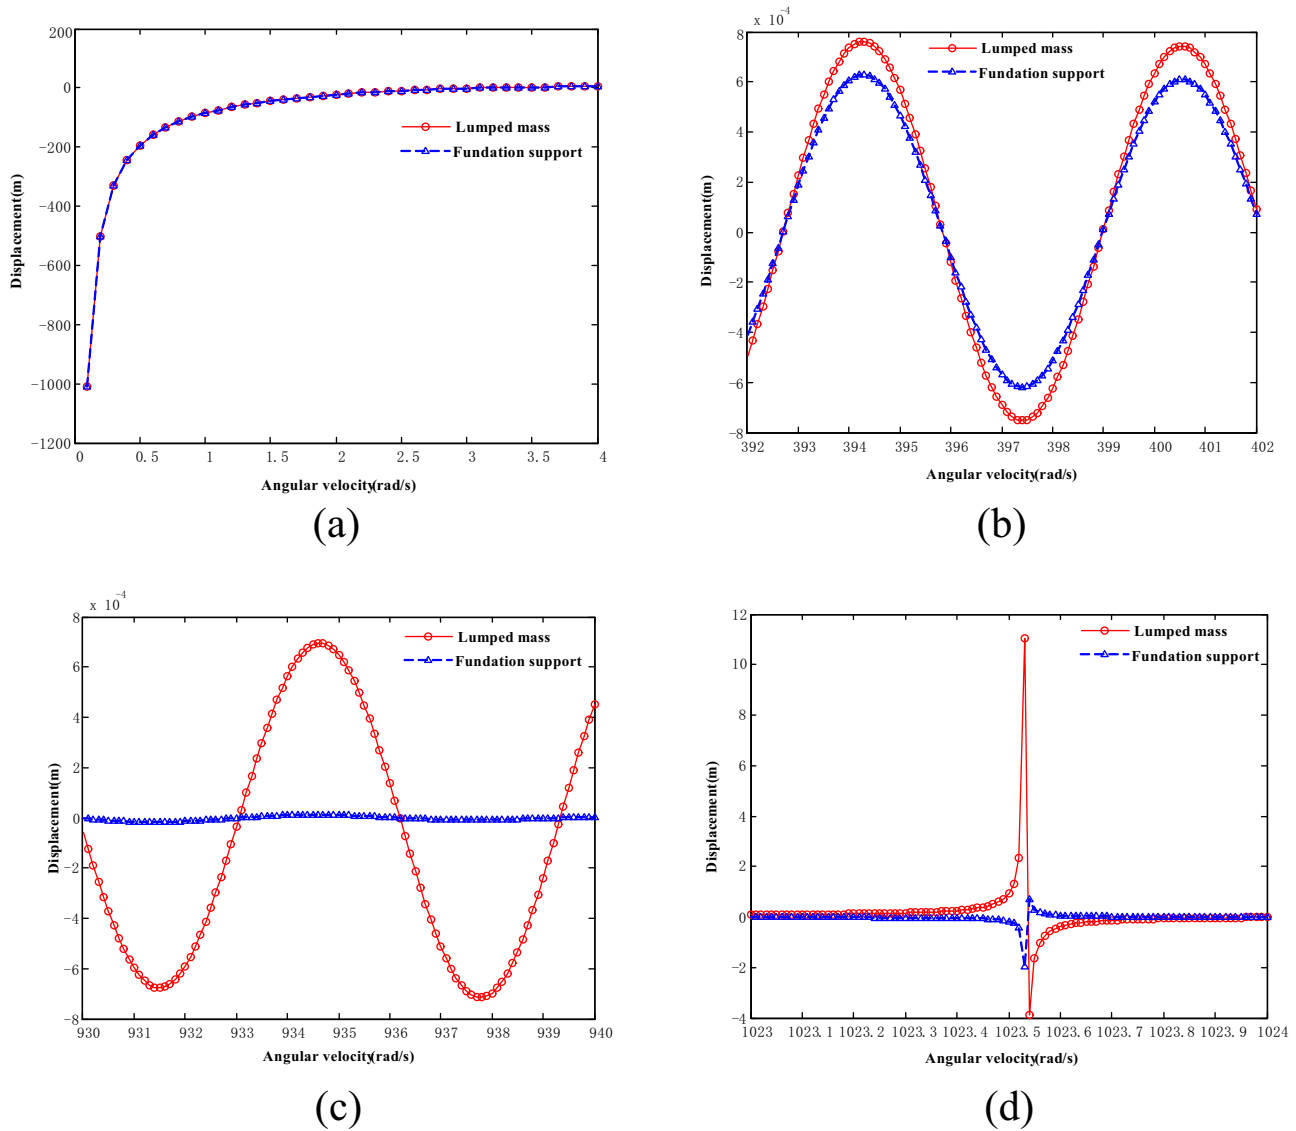 200
0
-200
-400
-600
-800
-1000
-1200
Displacement(m)
Lumped mass
Fundation support
0 0.5 1 1.5 2 2.5 3 3.5 4
Angular velocity(rad/s)
(a)
x 10^-4
8
6
4
2
0
-2
-4
-6
-8
Displacement(m)
Lumped mass
Fundation support
392 393 394 395 396 397 398 399 400 401 402
Angular velocity(rad/s)
(b)
x 10^-4
8
6
4
2
0
-2
-4
-6
-8
Displacement(m)
Lumped mass
Fundation support
930 931 932 933 934 935 936 937 938 939 940
Angular velocity(rad/s)
(c)
12
10
8
6
4
2
0
-2
-4
Displacement(m)
Lumped mass
Fundation support
1023 1023.1 1023.2 1023.3 1023.4 1023.5 1023.6 1023.7 1023.8 1023.9 1024
Angular velocity(rad/s)
(d)